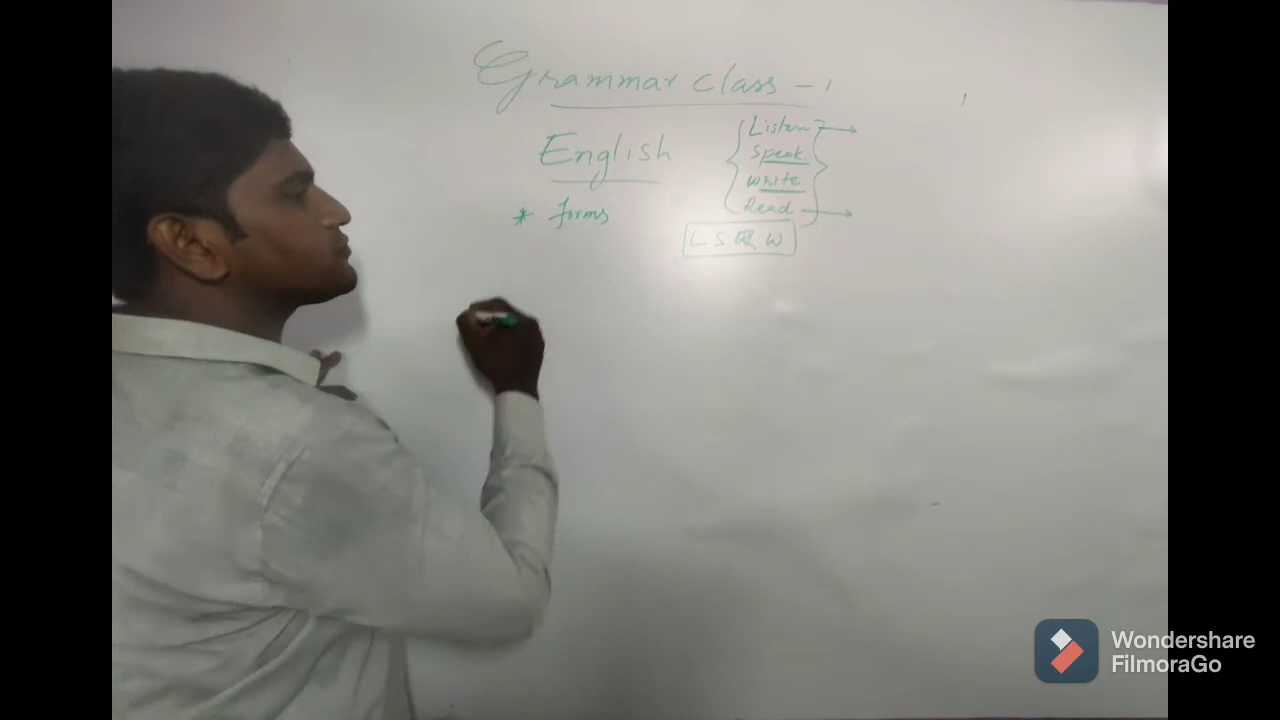 Grammar class - 1
English
* forms
Listen
Speak
Write
Read
L S R W
Wondershare
FilmoraGo